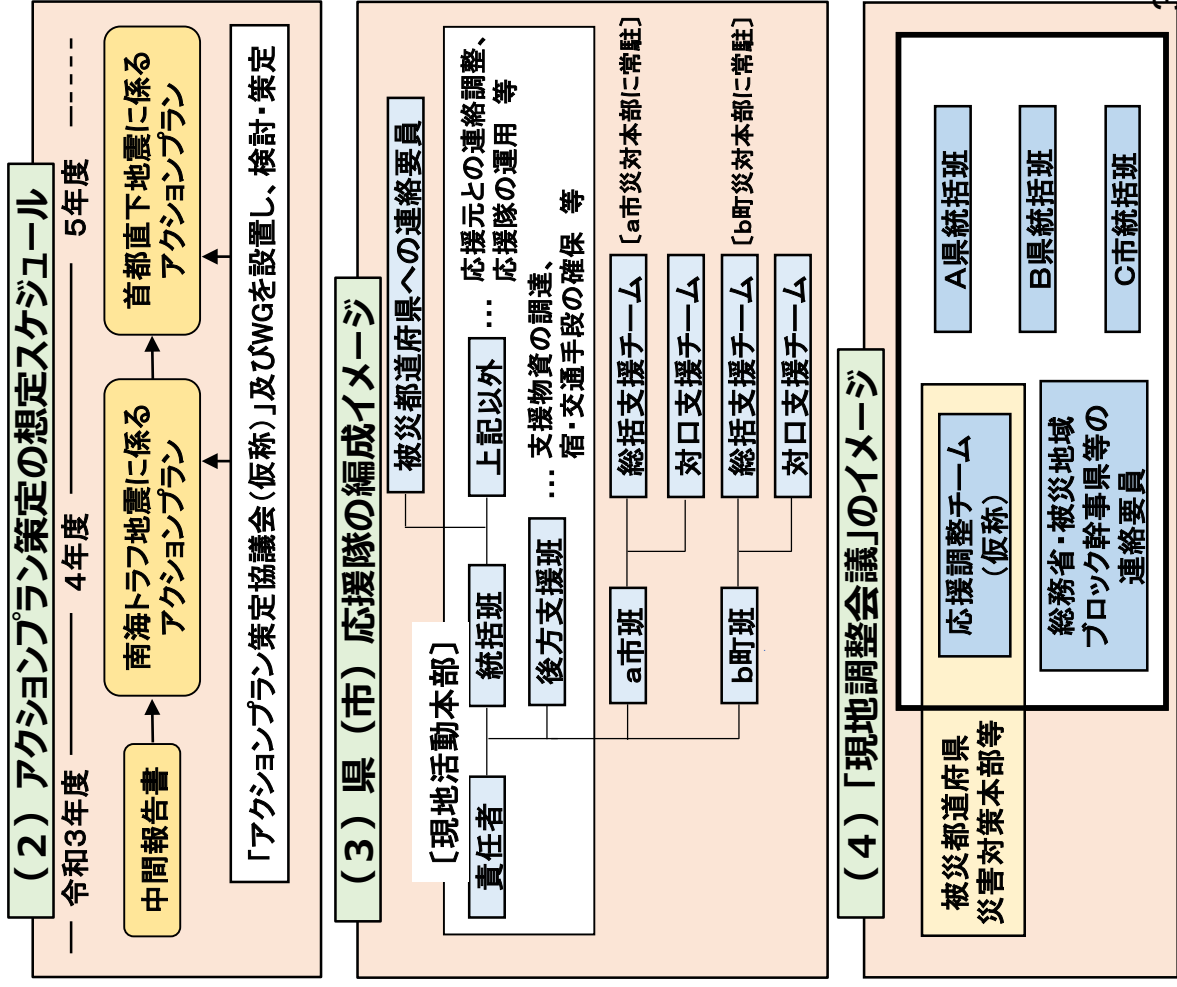 （２）アクションプラン策定の想定スケジュール
令和３年度
４年度
５年度
中間報告書
南海トラフ地震に係る
アクションプラン
首都直下地震に係る
アクションプラン
「アクションプラン策定協議会（仮称）」及びWGを設置し、検討・策定
（３）県（市）応援隊の編成イメージ
被災都道府県への連絡要員
［現地活動本部］
責任者
統括班
上記以外
… 応援元との連絡調整、
応援隊の運用　等
後方支援班
… 支援物資の調達、
宿・交通手段の確保　等
a市班
総括支援チーム
［a市災対本部に常駐］
対口支援チーム
b町班
総括支援チーム
［b町災対本部に常駐］
対口支援チーム
（４）「現地調整会議」のイメージ
被災都道府県
災害対策本部等
応援調整チーム
（仮称）
総務省・被災地域
ブロック幹事県等の
連絡要員
Ａ県統括班
Ｂ県統括班
Ｃ市統括班